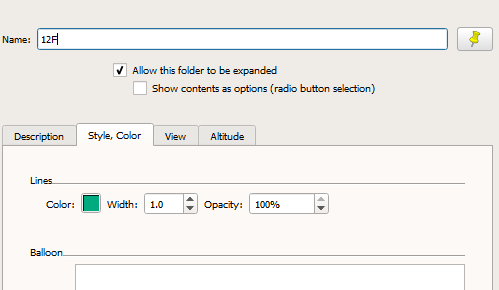 Name: 12F
Allow this folder to be expanded
Show contents as options (radio button selection)
Description Style, Color View Altitude
Lines
Color: Width: 1.0 Opacity: 100%
Balloon